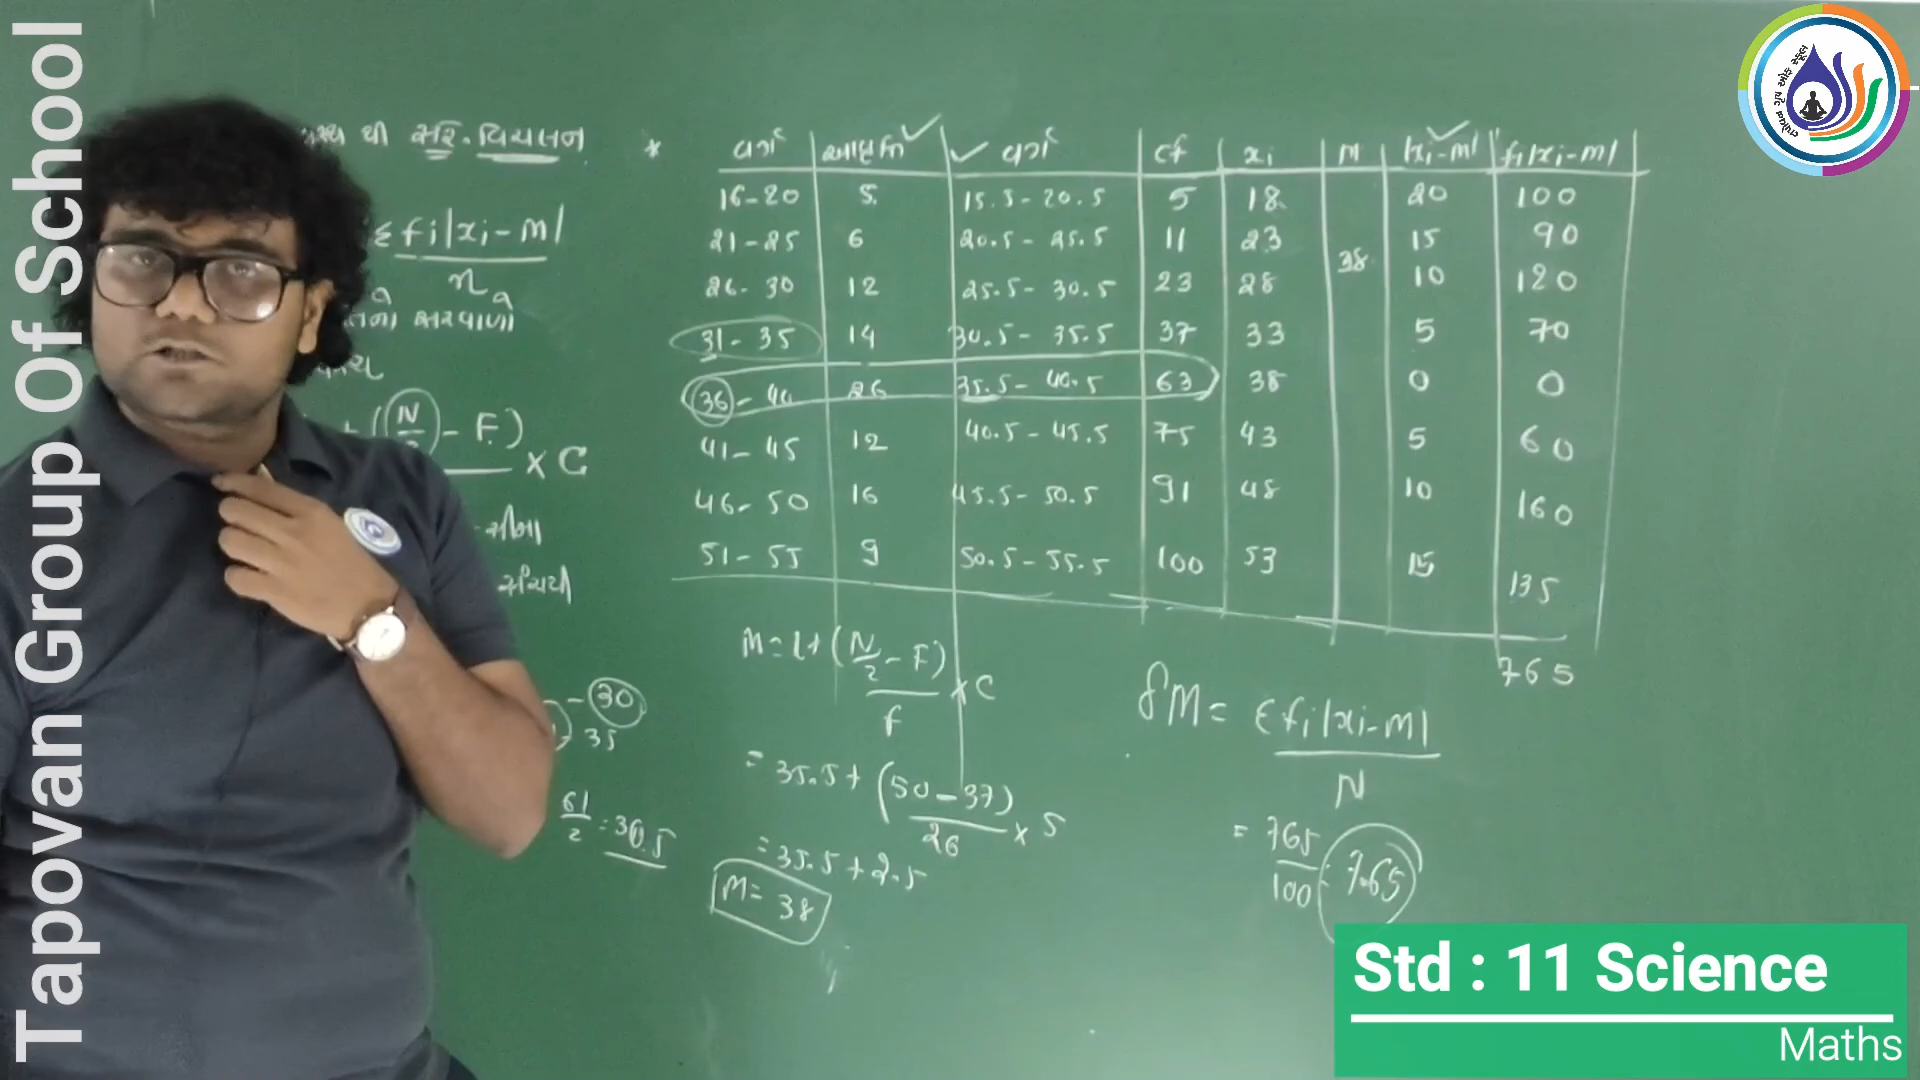 Tapovan Group Of School
થી સરે. વિચલન
Σfi|xi-m|
n
N - F)
× C
- 30
35
61/2 = 30.5
* વર્ગ | આવૃત્તિ ✓ | ✓ વર્ગ | cf | xi | M | |xi-m| ✓ | fi|xi-m|
16-20 | 5 | 15.5-20.5 | 5 | 18 | 20 | 100
21-25 | 6 | 20.5-25.5 | 11 | 23 | 15 | 90
38
26-30 | 12 | 25.5-30.5 | 23 | 28 | 10 | 120
31-35 | 14 | 30.5-35.5 | 37 | 33 | 5 | 70
36-40 | 26 | 35.5-40.5 | 63 | 38 | 0 | 0
41-45 | 12 | 40.5-45.5 | 75 | 43 | 5 | 60
46-50 | 16 | 45.5-50.5 | 91 | 48 | 10 | 160
51-55 | 9 | 50.5-55.5 | 100 | 53 | 15 | 135
765
M = l+(N/2 - F)/f × C
= 35.5+(50-37)/26 × 5
= 35.5+2.5
M = 38
δM = Σfi|xi-m|/N
= 765/100 = 7.65
Std : 11 Science
Maths